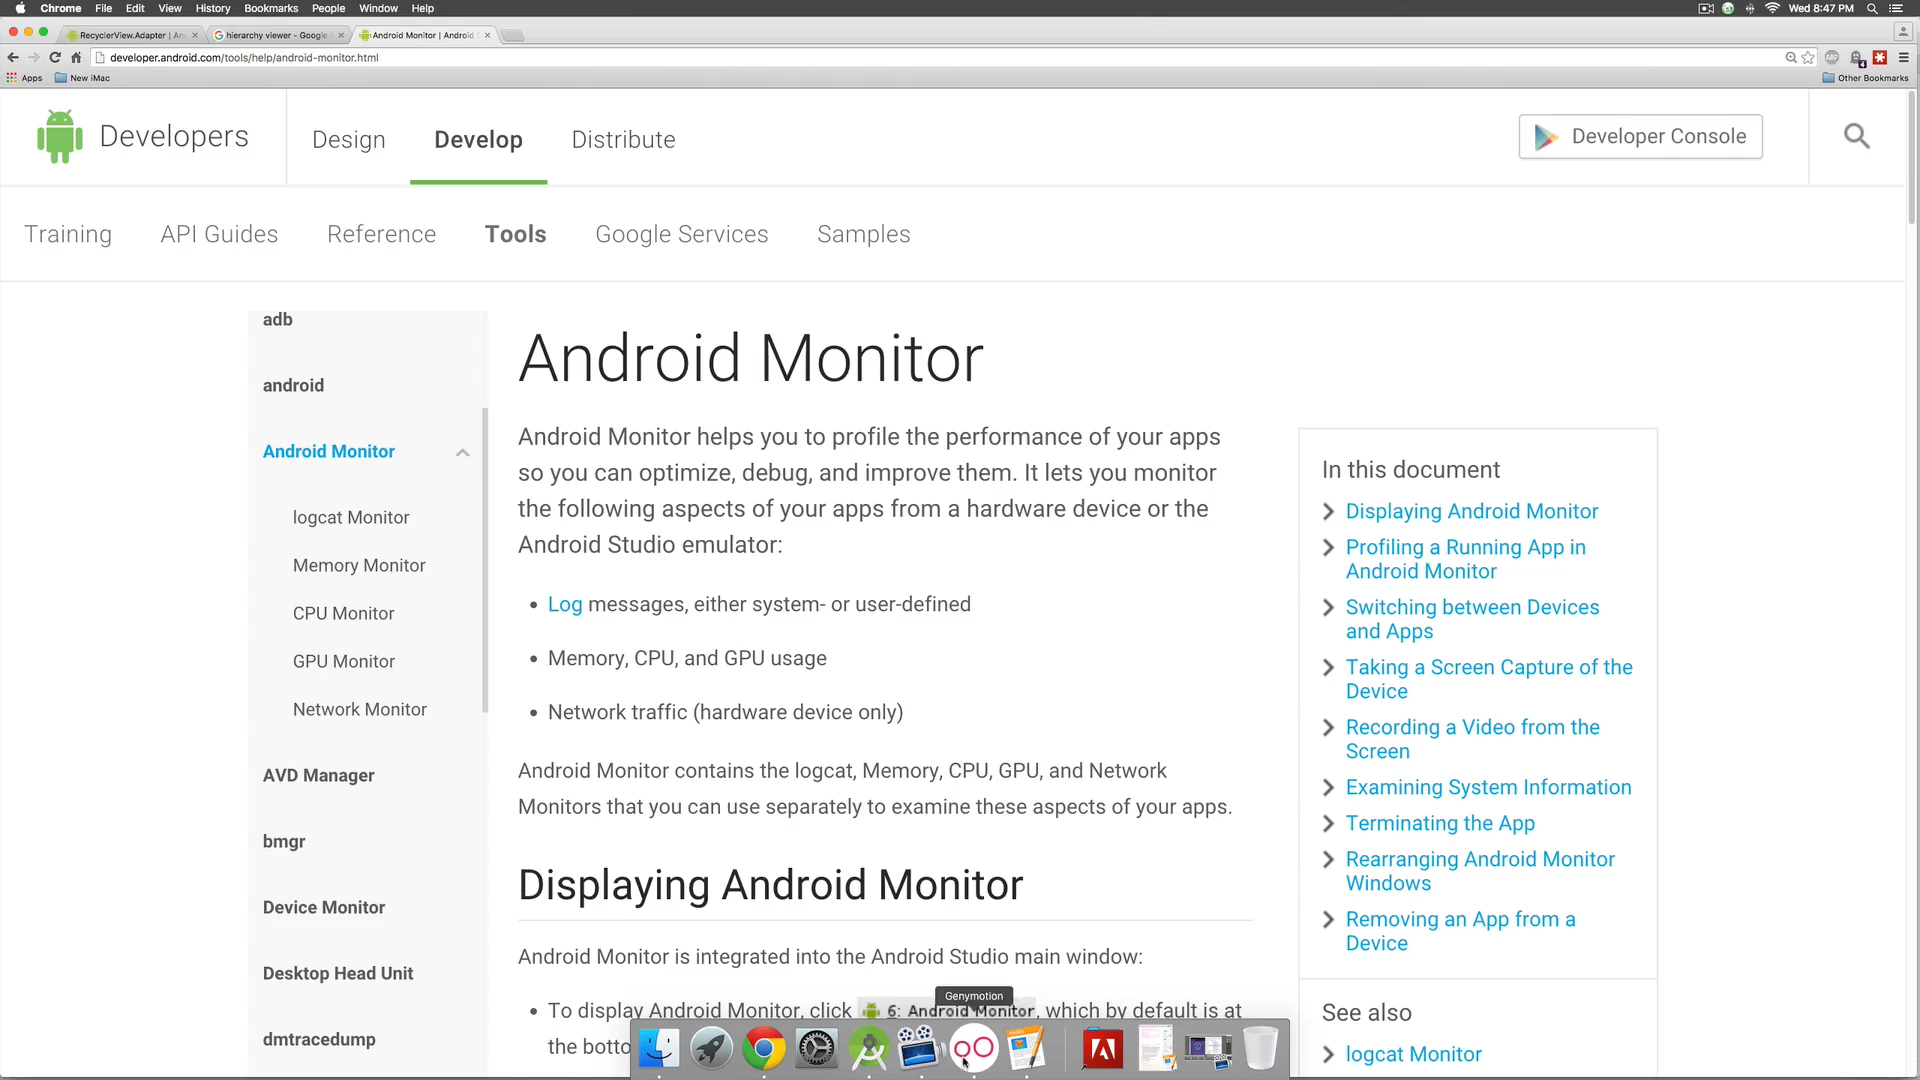 Chrome File Edit View History Bookmarks People Window Help Wed 8:47 PM
RecyclerView.Adapter | An hierarchy viewer - Google Android Monitor | Android
developer.android.com/tools/help/android-monitor.html
Apps New iMac Other Bookmarks
Developers Design Develop Distribute Developer Console
Training API Guides Reference Tools Google Services Samples
adb
android
Android Monitor
logcat Monitor
Memory Monitor
CPU Monitor
GPU Monitor
Network Monitor
AVD Manager
bmgr
Device Monitor
Desktop Head Unit
dmtracedump
Android Monitor
Android Monitor helps you to profile the performance of your apps
so you can optimize, debug, and improve them. It lets you monitor
the following aspects of your apps from a hardware device or the
Android Studio emulator:
• Log messages, either system- or user-defined
• Memory, CPU, and GPU usage
• Network traffic (hardware device only)
Android Monitor contains the logcat, Memory, CPU, GPU, and Network
Monitors that you can use separately to examine these aspects of your apps.
Displaying Android Monitor
Android Monitor is integrated into the Android Studio main window:
• To display Android Monitor, click 6: Android Monitor, which by default is at
the botto
Genymotion
PAGES
In this document
Displaying Android Monitor
Profiling a Running App in
Android Monitor
Switching between Devices
and Apps
Taking a Screen Capture of the
Device
Recording a Video from the
Screen
Examining System Information
Terminating the App
Rearranging Android Monitor
Windows
Removing an App from a
Device
See also
logcat Monitor